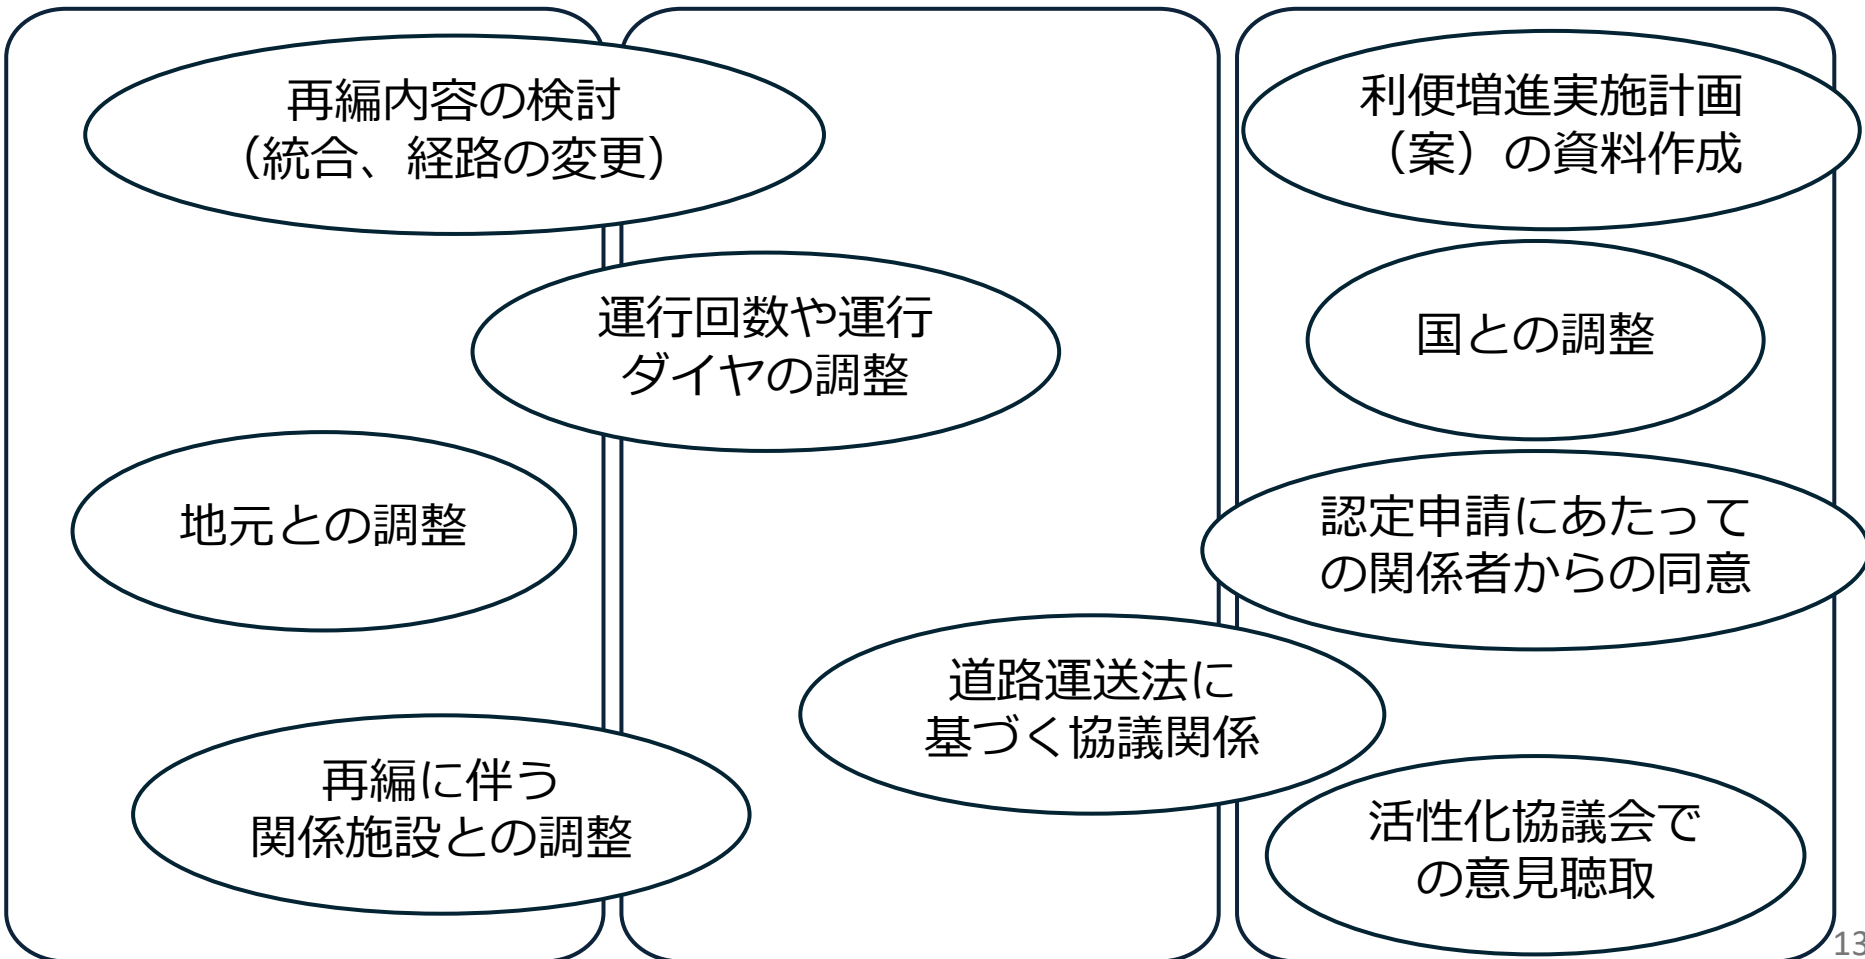 再編内容の検討
（統合、経路の変更）
運行回数や運行
ダイヤの調整
地元との調整
再編に伴う
関係施設との調整
道路運送法に
基づく協議関係
利便増進実施計画
（案）の資料作成
国との調整
認定申請にあたって
の関係者からの同意
活性化協議会で
の意見聴取
13